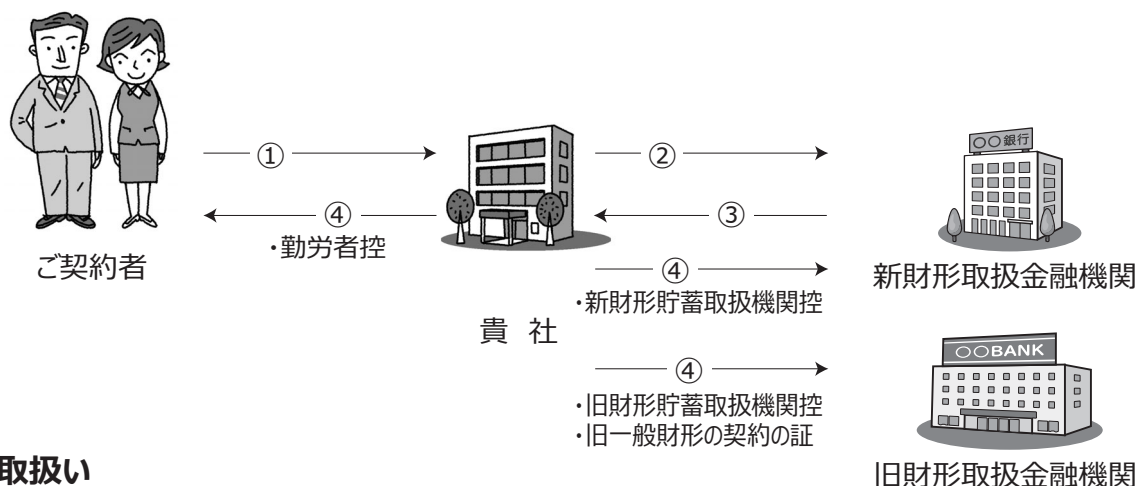 〇〇銀行
① ②
④ ③
・勤労者控
ご契約者
④
・新財形貯蓄取扱機関控
新財形取扱金融機関
貴 社
〇〇BANK
④
・旧財形貯蓄取扱機関控
・旧一般財形の契約の証
取扱い
旧財形取扱金融機関